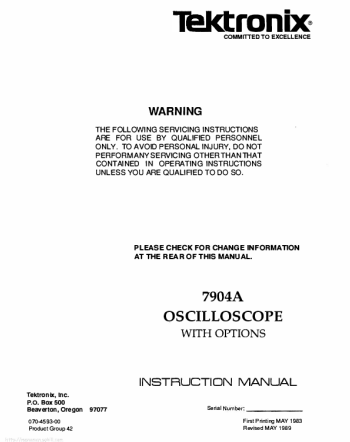 Tektronix®
COMMITTED TO EXCELLENCE
WARNING
THE FOLLOWING SERVICING INSTRUCTIONS
ARE FOR USE BY QUALIFIED PERSONNEL
ONLY. TO AVOID PERSONAL INJURY, DO NOT
PERFORM ANY SERVICING OTHER THAN THAT
CONTAINED IN OPERATING INSTRUCTIONS
UNLESS YOU ARE QUALIFIED TO DO SO.
PLEASE CHECK FOR CHANGE INFORMATION
AT THE REAR OF THIS MANUAL.
7904A
OSCILLOSCOPE
WITH OPTIONS
INSTRUCTION MANUAL
Tektronix, Inc.
P.O. Box 500
Beaverton, Oregon 97077
Serial Number:
070-4593-00
Product Group 42
First Printing MAY 1983
Revised MAY 1989